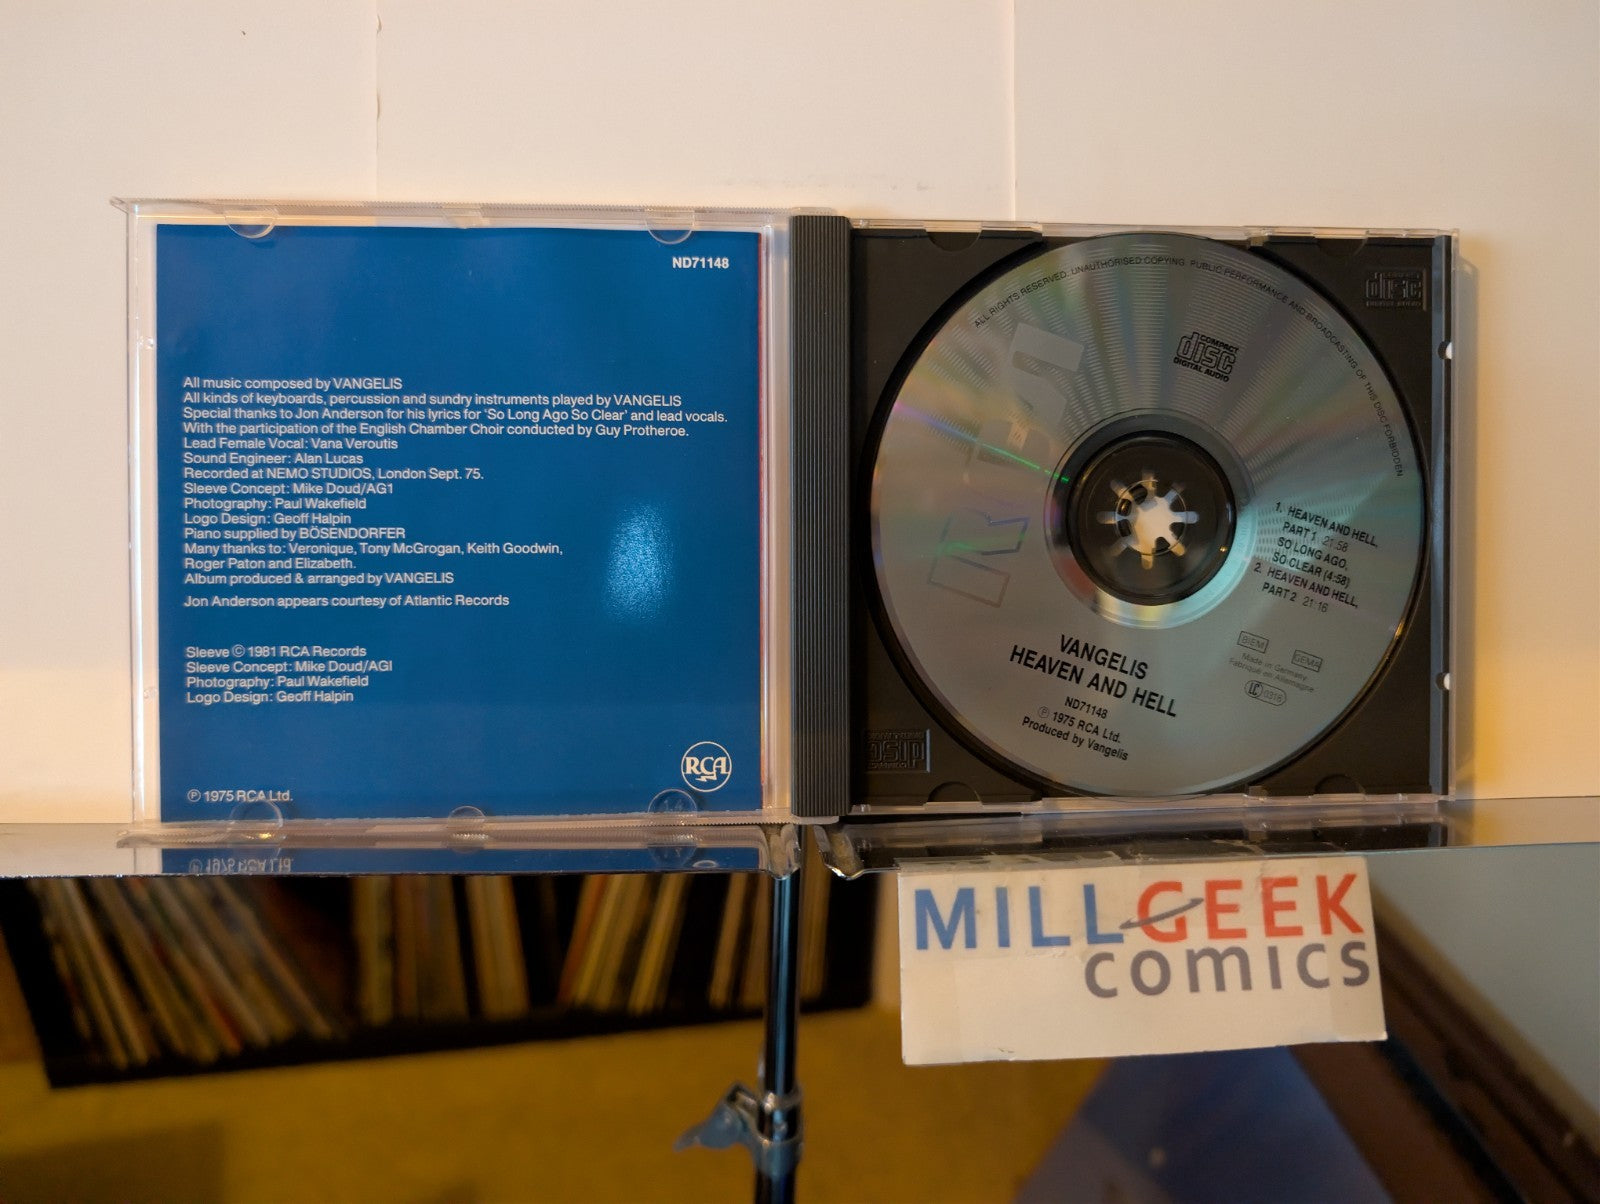 ND71148
All music composed by VANGELIS
All kinds of keyboards, percussion and sundry instruments played by VANGELIS
Special thanks to Jon Anderson for his lyrics for 'So Long Ago So Clear' and lead vocals.
With the participation of the English Chamber Choir conducted by Guy Protheroe.
Lead Female Vocal: Vana Veroutis
Sound Engineer: Alan Lucas
Recorded at NEMO STUDIOS, London Sept. 75.
Sleeve Concept: Mike Doud/AG1
Photography: Paul Wakefield
Logo Design: Geoff Halpin
Piano supplied by BÖSENDORFER
Many thanks to: Veronique, Tony McGrogan, Keith Goodwin,
Roger Paton and Elizabeth.
Album produced & arranged by VANGELIS
Jon Anderson appears courtesy of Atlantic Records
Sleeve © 1981 RCA Records
Sleeve Concept: Mike Doud/AGI
Photography: Paul Wakefield
Logo Design: Geoff Halpin
RCA
℗ 1975 RCA Ltd.
ALL RIGHTS RESERVED. UNAUTHORISED COPYING. PUBLIC PERFORMANCE AND BROADCASTING OF THIS DISC FORBIDDEN
RCA
COMPACT
disc
DIGITAL AUDIO
1. HEAVEN AND HELL,
PART 1 21:58
SO LONG AGO,
SO CLEAR (4:58)
2. HEAVEN AND HELL,
PART 2 21:16
BIEM
GEMA
Made in Germany
Fabriqué en Allemagne
LC 0316
VANGELIS
HEAVEN AND HELL
ND71148
℗ 1975 RCA Ltd.
Produced by Vangelis
COMPACT
disc
DIGITAL AUDIO
COMPACT
disc
DIGITAL AUDIO
MILLGEEK
comics